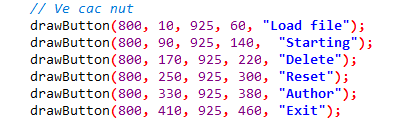 // Ve cac nut
drawButton(800, 10, 925, 60, "Load file");
drawButton(800, 90, 925, 140,  "Starting");
drawButton(800, 170, 925, 220, "Delete");
drawButton(800, 250, 925, 300, "Reset");
drawButton(800, 330, 925, 380, "Author");
drawButton(800, 410, 925, 460, "Exit");